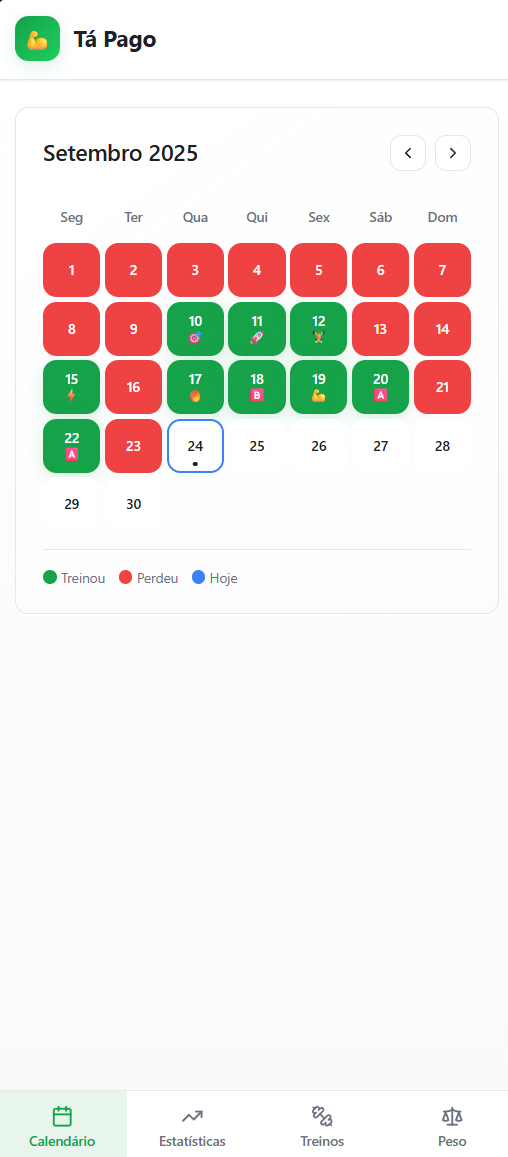 Tá Pago
Setembro 2025
Seg Ter Qua Qui Sex Sáb Dom
1 2 3 4 5 6 7
8 9 10 11 12 13 14
15 16 17 18 19 20 21
B A
22 23 24 25 26 27 28
A
29 30
Treinou Perdeu Hoje
Calendário Estatísticas Treinos Peso